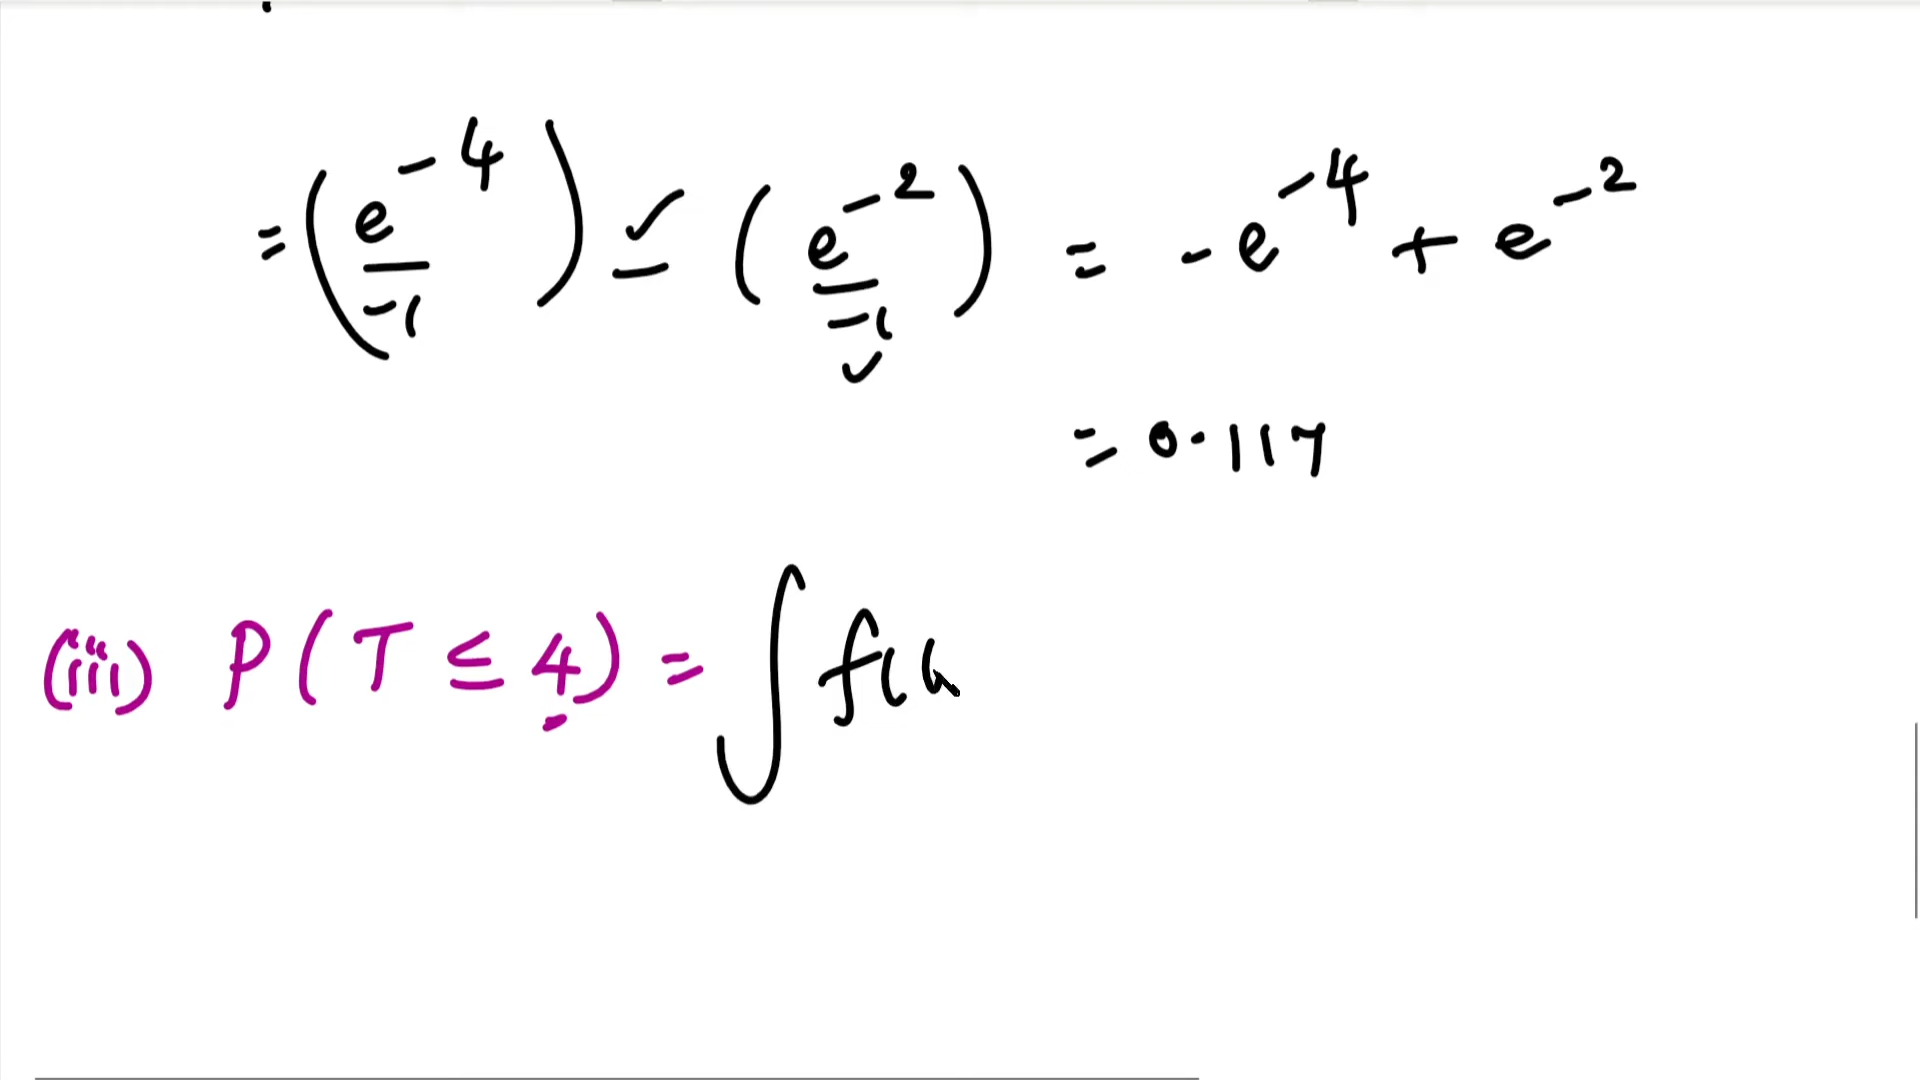 = (e^-4 / -1) - (e^-2 / -1) = -e^-4 + e^-2
= 0.117
(iii) P(T ≤ 4) = ∫ f(